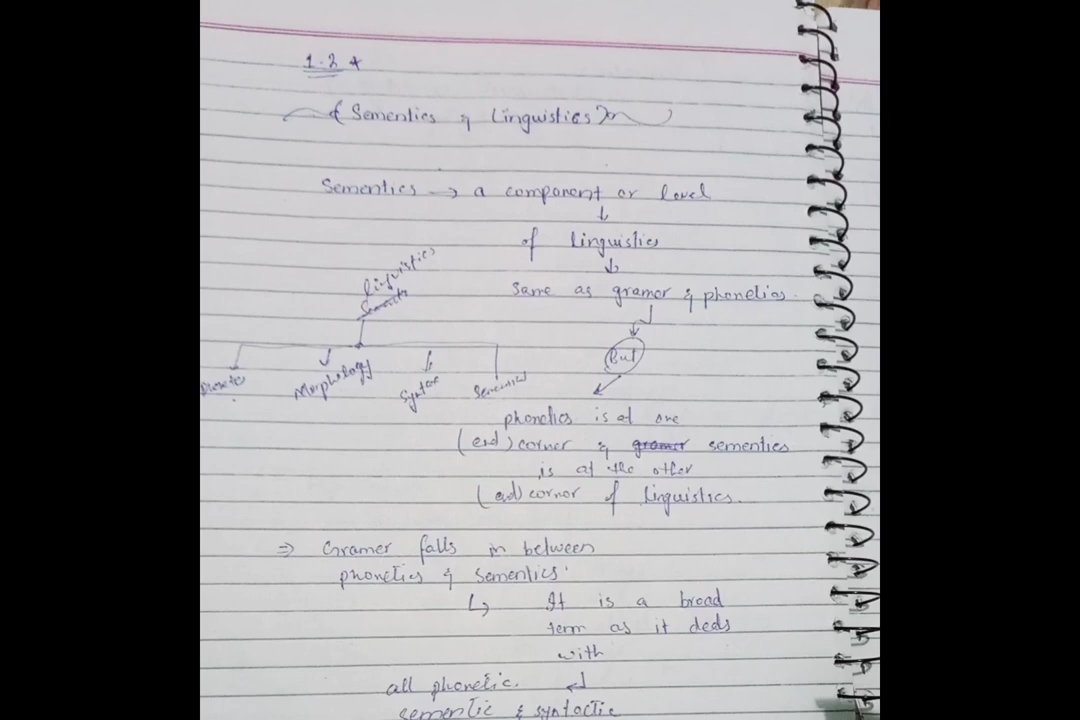 1.2 *
{ Sementics & Linguistics }
Sementics → a component or level
↓
of linguistics
↓
same as gramer & phonetics.
Linguistics
But
Morphology
Syntax
phonetics is at one
(end) corner & gramer sementics
is at the other
(end) corner of linguistics.
⇒ Gramer falls in between
phonetics & sementics.
↳ It is a broad
term as it deals
with
all phonetic.
sementic & syntactic